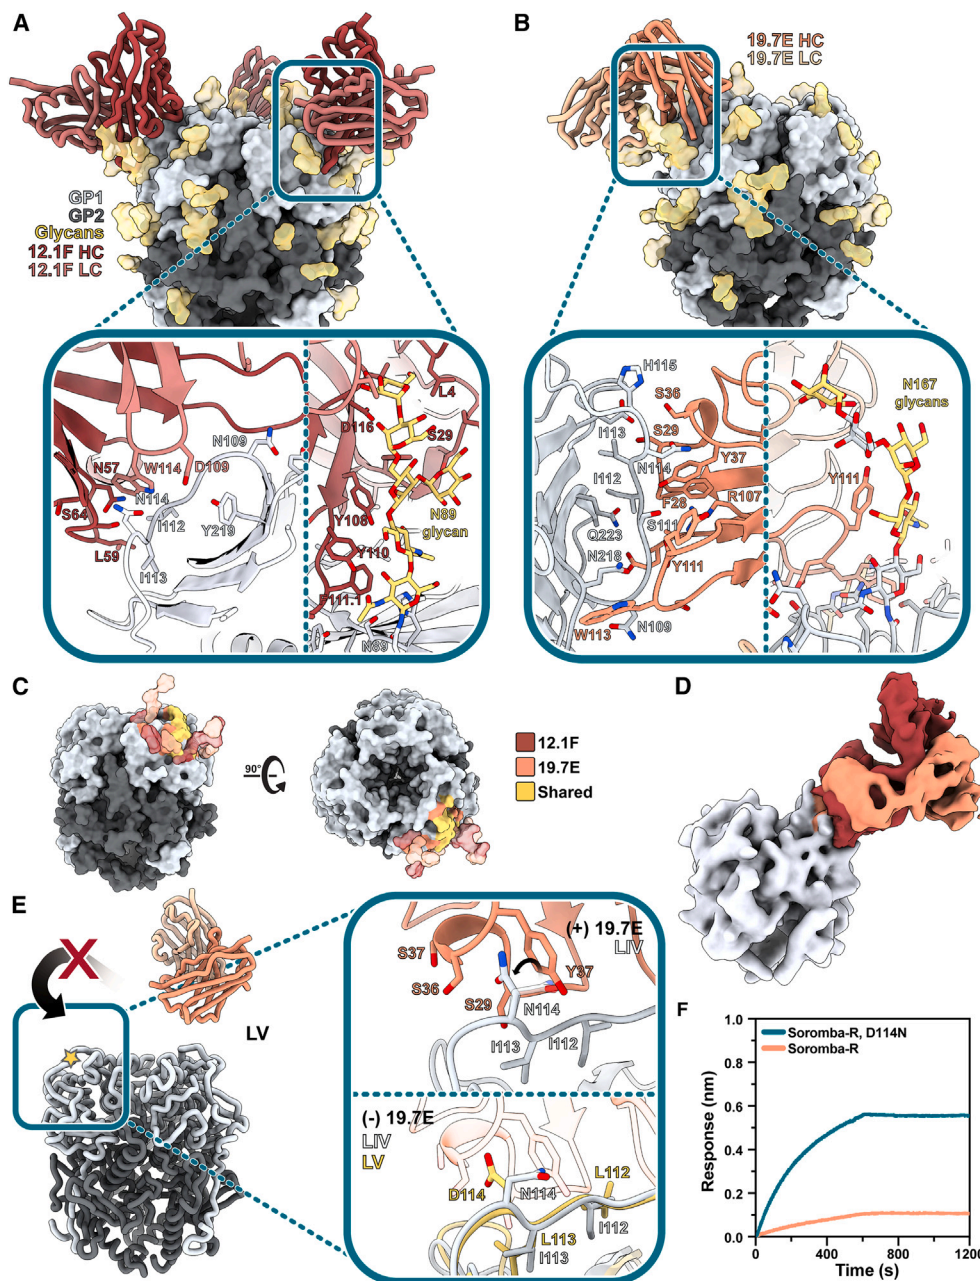 A
GP1
GP2
Glycans
12.1F HC
12.1F LC
L4
D116
S29
N109
N57
W114
D109
N114
S64
I112
Y219
L59
I113
Y108
N89
glycan
Y110
F111.1
N89
B
19.7E HC
19.7E LC
H115
S36
N167
glycans
S29
I113
N114
Y37
Y111
I112
F28
R107
S111
Q223
N218
Y111
W113
N109
C
90°
12.1F
19.7E
Shared
D
E
X
LV
(+) 19.7E
LIV
S37
S36
Y37
S29
N114
I113
I112
(-) 19.7E
LIV
LV
L112
D114
N114
I112
L113
I113
F
Soromba-R, D114N
Soromba-R
Response (nm)
1.0
0.8
0.6
0.4
0.2
0.0
0
400
800
1200
Time (s)